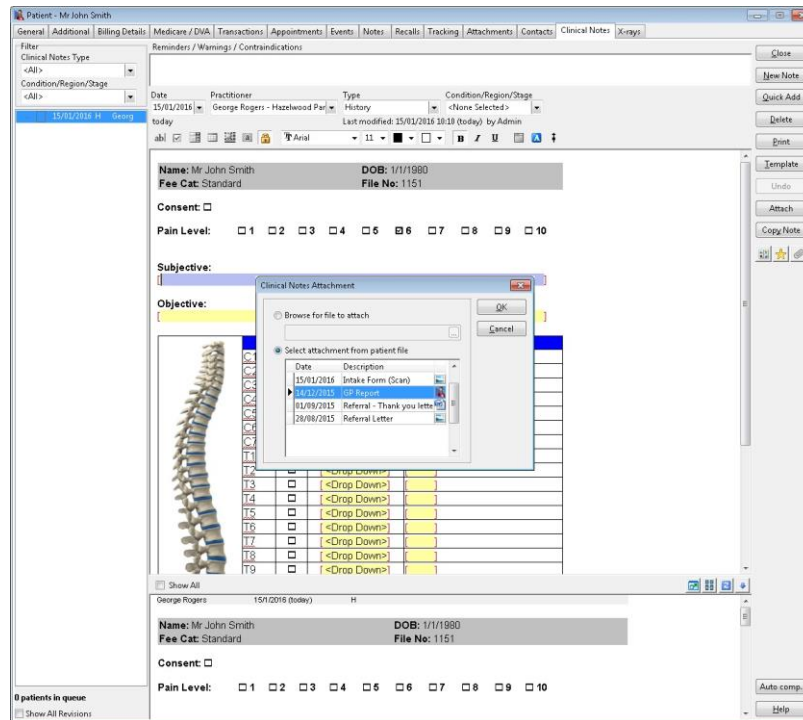 Patient - Mr John Smith
General Additional Billing Details Medicare / DVA Transactions Appointments Events Notes Recalls Tracking Attachments Contacts Clinical Notes X-rays
Filter
Clinical Notes Type
<All>
Condition/Region/Stage
<All>
15/01/2016 H Georg
Reminders / Warnings / Contraindications
Date Practitioner Type Condition/Region/Stage
15/01/2016 George Rogers - Hazelwood Par History <None Selected>
today Last modified: 15/01/2016 10:10 (today) by Admin
ab| Arial 11 B I U
Name: Mr John Smith DOB: 1/1/1980
Fee Cat: Standard File No: 1151
Consent:
Pain Level: 1 2 3 4 5 6 7 8 9 10
Subjective:
[ ]
Objective:
[ ]
Clinical Notes Attachment
Browse for file to attach
...
Select attachment from patient file
Date Description
15/01/2016 Intake Form (Scan)
14/12/2015 GP Report
01/09/2015 Referral - Thank you lette
28/08/2015 Referral Letter
OK
Cancel
C1
C2
C3
C4
C5
C6
C7
T1
T2 [<Drop Down>] [ ]
T3 [<Drop Down>] [ ]
T4 [<Drop Down>] [ ]
T5 [<Drop Down>] [ ]
T6 [<Drop Down>] [ ]
T7 [<Drop Down>] [ ]
T8 [<Drop Down>] [ ]
T9 [<Drop Down>] [ ]
Show All
George Rogers 15/1/2016 (today) H
Name: Mr John Smith DOB: 1/1/1980
Fee Cat: Standard File No: 1151
Consent:
Pain Level: 1 2 3 4 5 6 7 8 9 10
0 patients in queue
Show All Revisions
Close
New Note
Quick Add
Delete
Print
Template
Undo
Attach
Copy Note
Auto comp.
Help